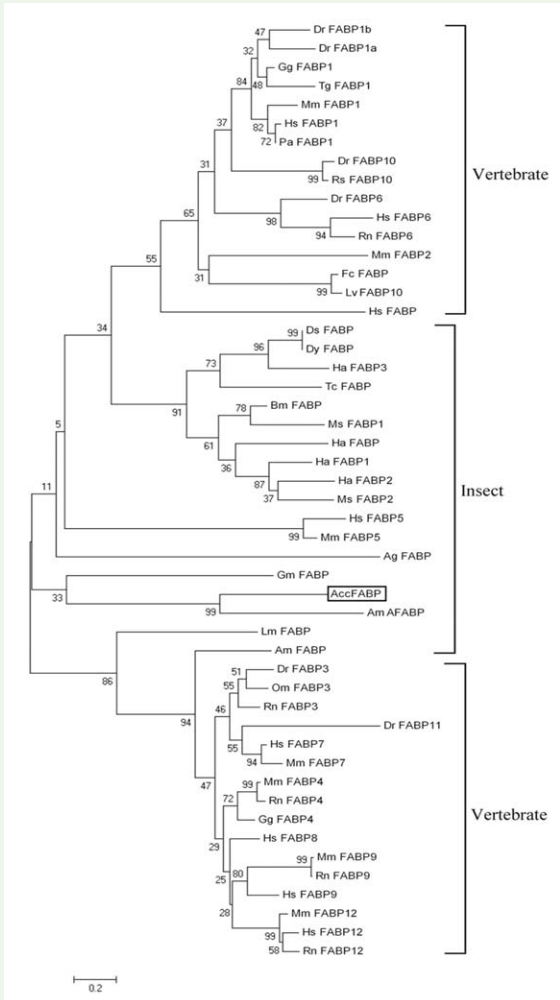 47 Dr FABP1b
Dr FABP1a
32
Gg FABP1
84 48 Tg FABP1
Mm FABP1
37 82 Hs FABP1
72 Pa FABP1
Dr FABP10
31 99 Rs FABP10
Dr FABP6
65 98 Hs FABP6
94 Rn FABP6
Mm FABP2
55 31 Fc FABP
99 Lv FABP10
Hs FABP
Vertebrate
34 99 Ds FABP
96 Dy FABP
73 Ha FABP3
Tc FABP
91 78 Bm FABP
Ms FABP1
61 Ha FABP
5 36 Ha FABP1
87 Ha FABP2
37 Ms FABP2
11 Hs FABP5
99 Mm FABP5
Ag FABP
Gm FABP
33 AccFABP
99 Am AFABP
Lm FABP
86 Am FABP
Insect
51 Dr FABP3
55 Om FABP3
94 46 Rn FABP3
Dr FABP11
55 Hs FABP7
94 Mm FABP7
47 99 Mm FABP4
72 Rn FABP4
Gg FABP4
29 Hs FABP8
99 Mm FABP9
25 80 Rn FABP9
Hs FABP9
28 Mm FABP12
99 Hs FABP12
58 Rn FABP12
Vertebrate
0.2